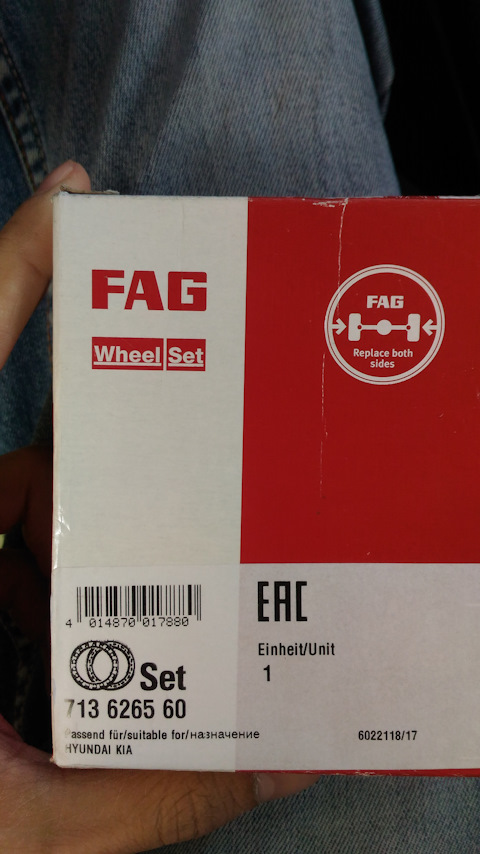 FAG
Wheel Set
FAG
Replace both
sides
4 014870 017880
EAC
Set
Einheit/Unit
1
713 6265 60
Passend für/suitable for/назначение
HYUNDAI KIA
6022118/17